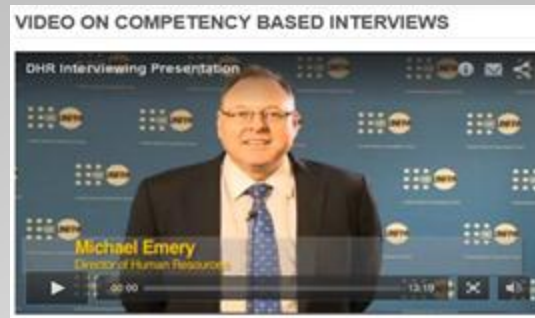 VIDEO ON COMPETENCY BASED INTERVIEWS
DHR Interviewing Presentation
Michael Emery
Director of Human Resources
00:00
13:19